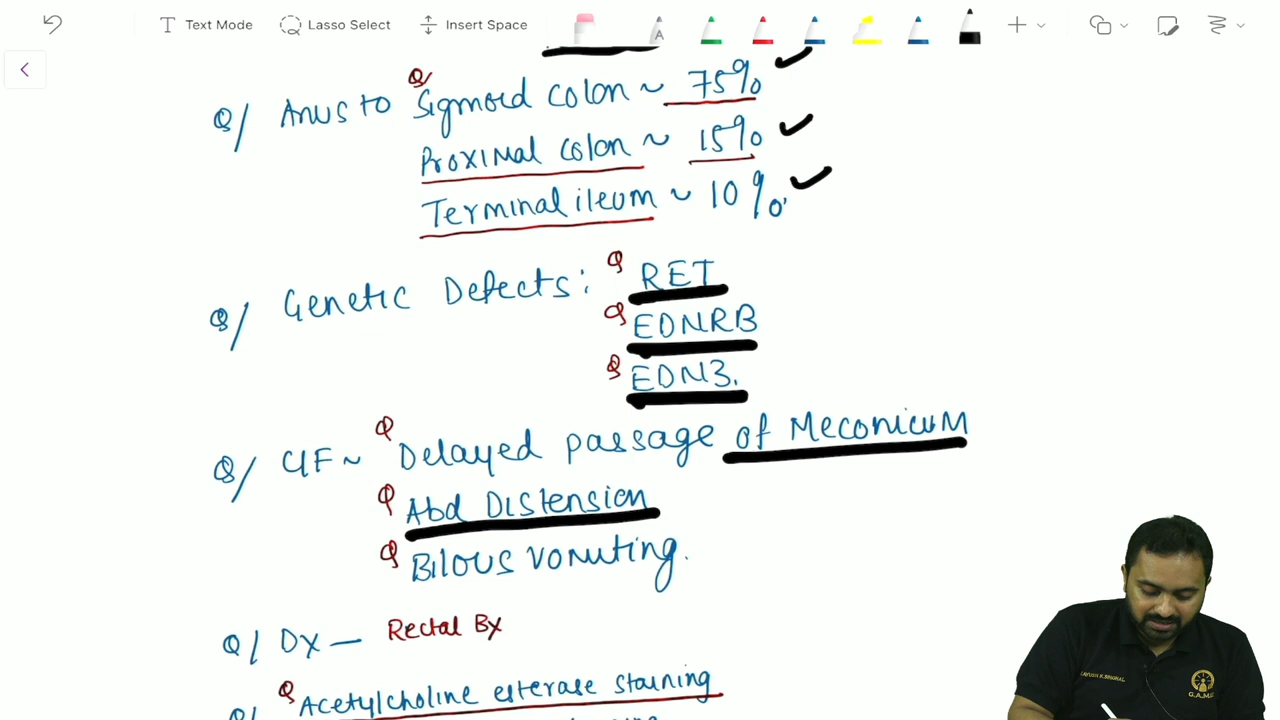 Text Mode Lasso Select Insert Space
A
Q/ Anus to Sigmoid colon ~ 75%
Q
Proximal colon ~ 15%
Terminal ileum ~ 10%
Q/ Genetic Defects: Q RET
Q EDNRB
Q EDN3.
Q/ C/F ~ Q Delayed passage of Meconium
Q Abd Distension
Q Bilous vomiting.
Q/ Dx — Rectal Bx
Q/ Q Acetylcholine esterase staining